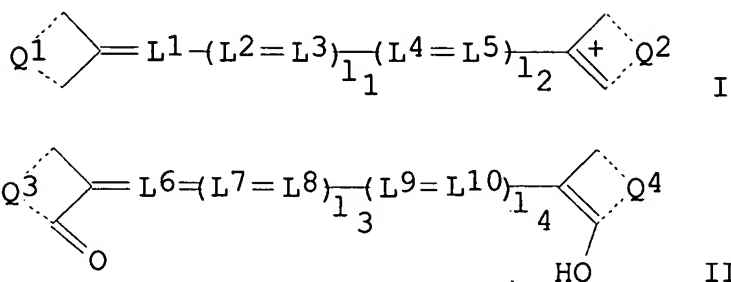 Q1 =L1-(L2=L3)l1 (L4=L5)l2 + Q2 I
Q3 =L6=(L7=L8)l3 (L9=L10)l4 Q4
O HO II